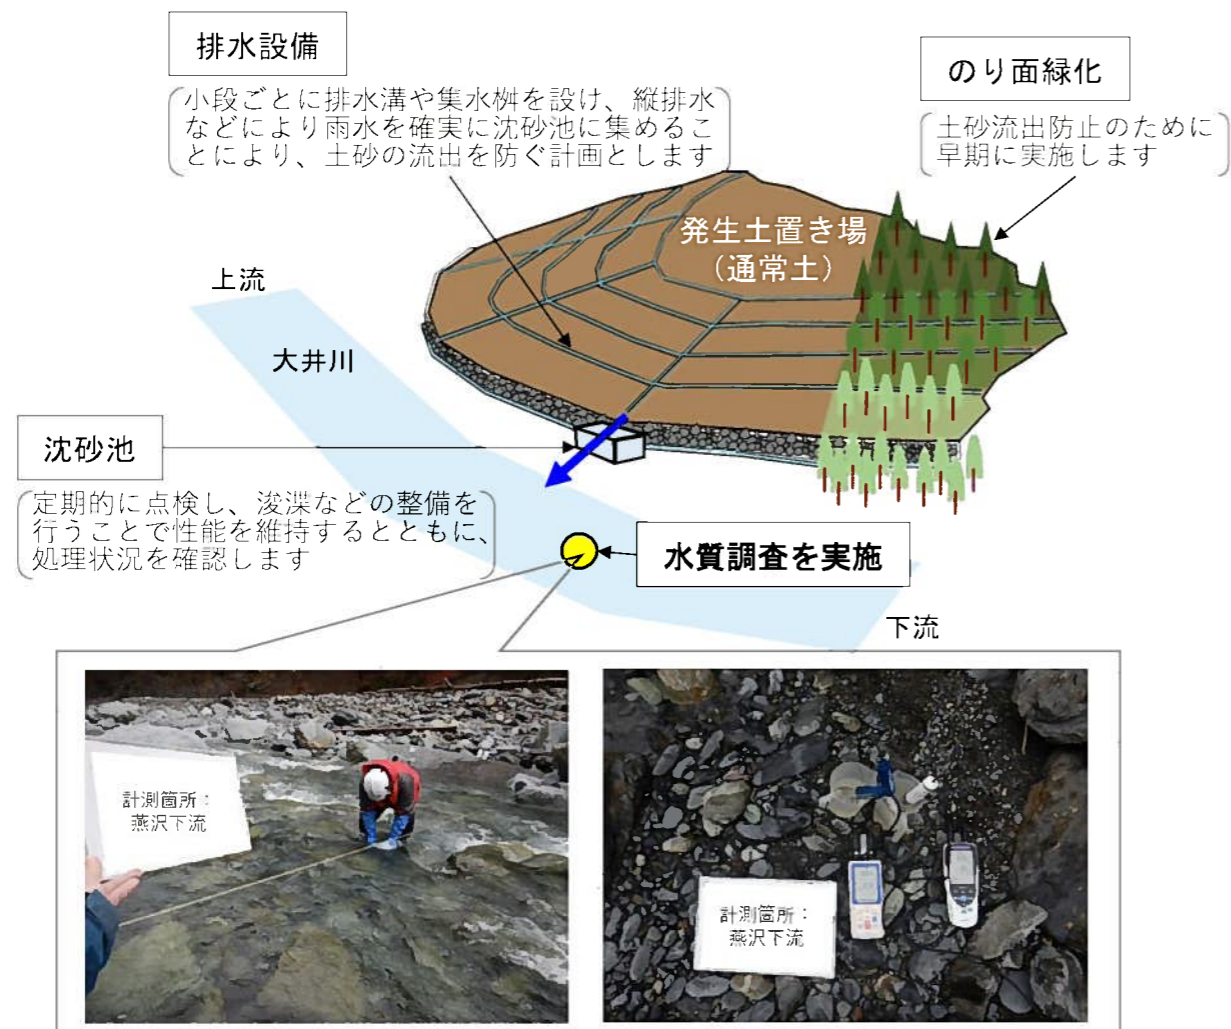 排水設備
小段ごとに排水溝や集水桝を設け、縦排水
などにより雨水を確実に沈砂池に集めるこ
とにより、土砂の流出を防ぐ計画とします
のり面緑化
土砂流出防止のために
早期に実施します
発生土置き場
（通常土）
上流
大井川
沈砂池
定期的に点検し、浚渫などの整備を
行うことで性能を維持するとともに、
処理状況を確認します
水質調査を実施
下流
計測箇所：
燕沢下流
計測箇所：
燕沢下流